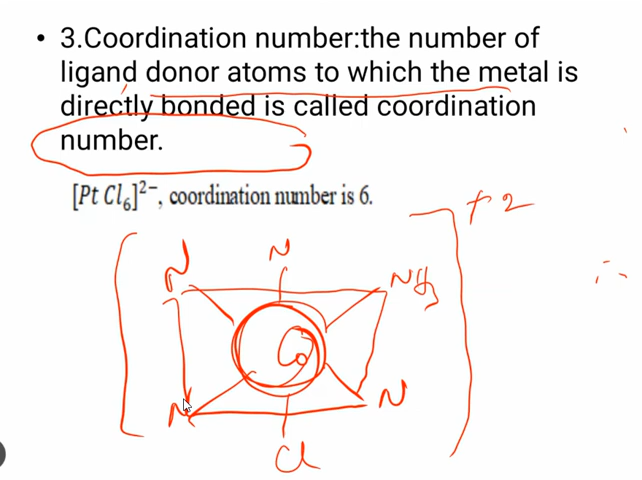 • 3.Coordination number:the number of
ligand donor atoms to which the metal is
directly bonded is called coordination
number.
[Pt Cl₆]²⁻, coordination number is 6.
+2
N
N
NH₃
Co
N
N
Cl